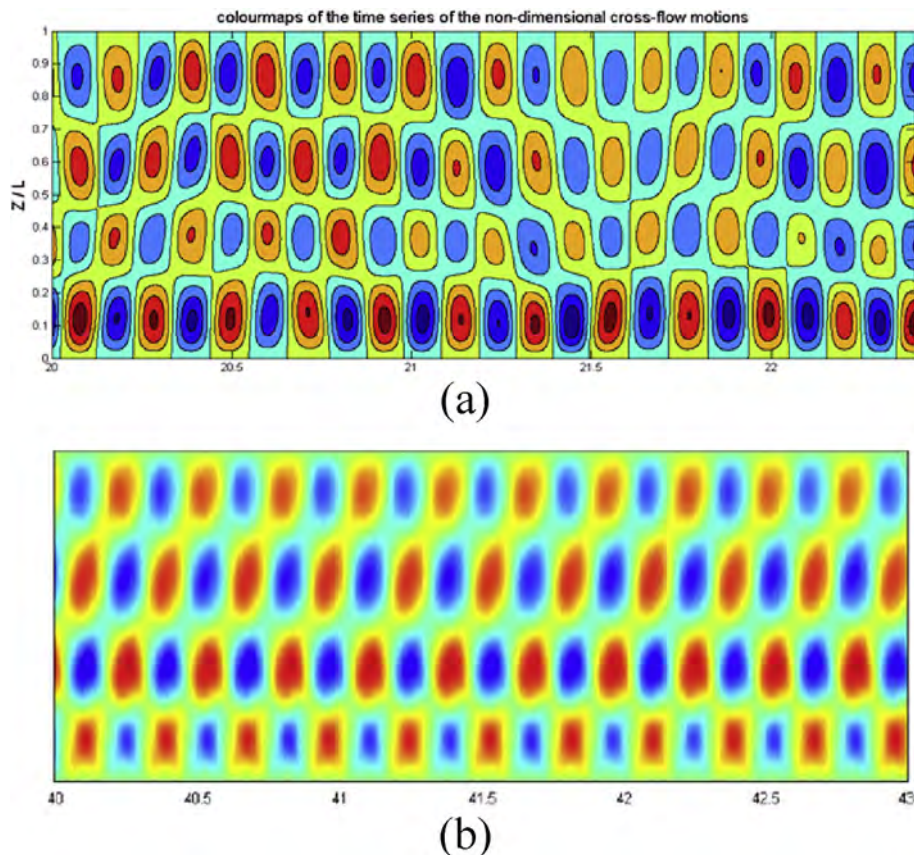 colourmaps of the time series of the non-dimensional cross-flow motions
1
0.9
0.8
0.7
0.6
0.5
0.4
0.3
0.2
0.1
0
Z / L
20 20.5 21 21.5 22
(a)
40 40.5 41 41.5 42 42.5 43
(b)